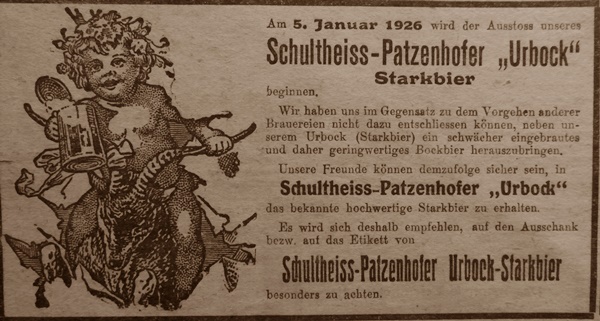 Am 5. Januar 1926 wird der Ausstoss unseres
Schultheiss-Patzenhofer „Urbock"
Starkbier
beginnen.
Wir haben uns im Gegensatz zu dem Vorgehen anderer
Brauereien nicht dazu entschliessen können, neben un-
serem Urbock (Starkbier) ein schwächer eingebrautes
und daher geringwertiges Bockbier herauszubringen.
Unsere Freunde können demzufolge sicher sein, in
Schultheiss-Patzenhofer „Urbock"
das bekannte hochwertige Starkbier zu erhalten.
Es wird sich deshalb empfehlen, auf den Ausschank
bezw. auf das Etikett von
Schultheiss-Patzenhofer Urbock-Starkbier
besonders zu achten.